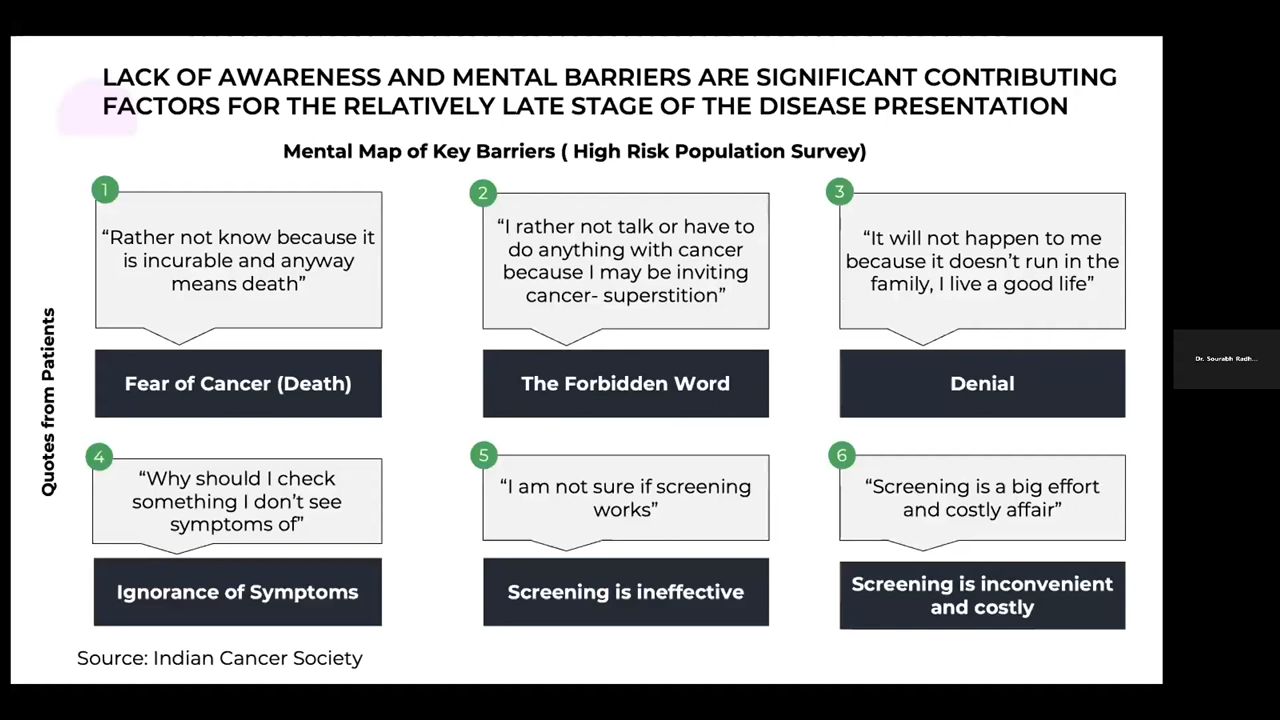 LACK OF AWARENESS AND MENTAL BARRIERS ARE SIGNIFICANT CONTRIBUTING
FACTORS FOR THE RELATIVELY LATE STAGE OF THE DISEASE PRESENTATION
Mental Map of Key Barriers ( High Risk Population Survey)
Quotes from Patients
1
“Rather not know because it
is incurable and anyway
means death”
Fear of Cancer (Death)
2
“I rather not talk or have to
do anything with cancer
because I may be inviting
cancer- superstition”
The Forbidden Word
3
“It will not happen to me
because it doesn’t run in the
family, I live a good life”
Denial
4
“Why should I check
something I don’t see
symptoms of”
Ignorance of Symptoms
5
“I am not sure if screening
works”
Screening is ineffective
6
“Screening is a big effort
and costly affair”
Screening is inconvenient
and costly
Source: Indian Cancer Society
Dr. Sourabh Radh...